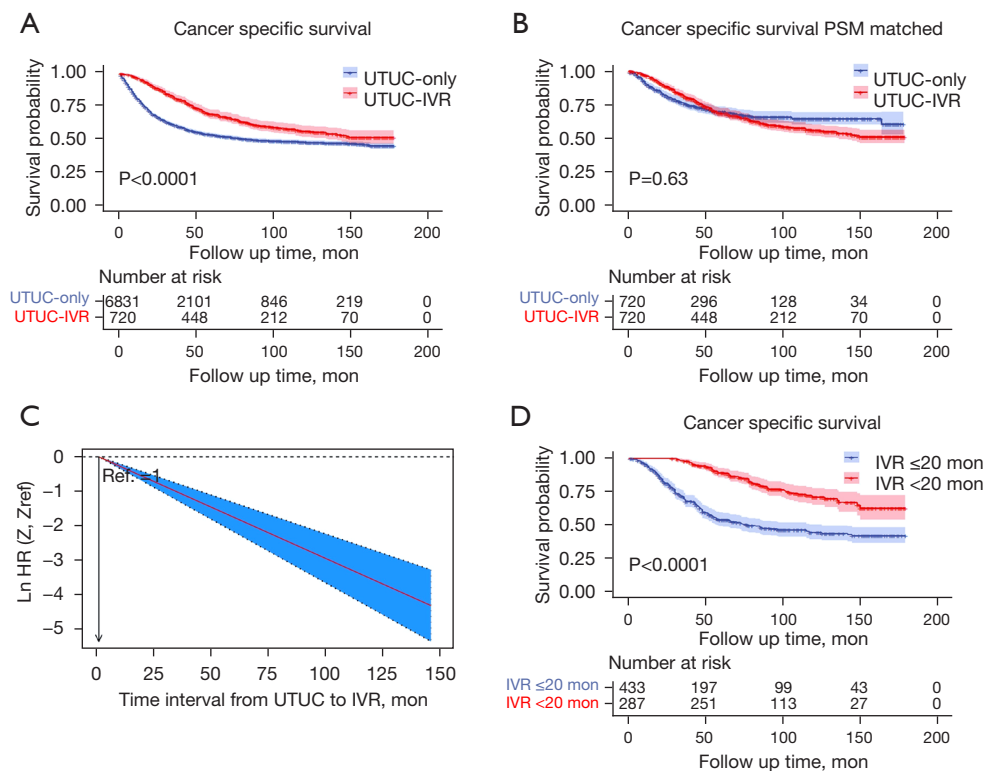 A
Cancer specific survival
1.00
0.75
0.50
0.25
0.00
Survival probability
UTUC-only
UTUC-IVR
P<0.0001
0 50 100 150 200
Follow up time, mon
Number at risk
UTUC-only 6831 2101 846 219 0
UTUC-IVR 720 448 212 70 0
0 50 100 150 200
Follow up time, mon
B
Cancer specific survival PSM matched
1.00
0.75
0.50
0.25
0.00
Survival probability
UTUC-only
UTUC-IVR
P=0.63
0 50 100 150 200
Follow up time, mon
Number at risk
UTUC-only 720 296 128 34 0
UTUC-IVR 720 448 212 70 0
0 50 100 150 200
Follow up time, mon
C
0
−1
−2
−3
−4
−5
Ln HR (Z, Zref)
Ref. =1
0 25 50 75 100 125 150
Time interval from UTUC to IVR, mon
D
Cancer specific survival
1.00
0.75
0.50
0.25
0.00
Survival probability
IVR ≤20 mon
IVR <20 mon
P<0.0001
0 50 100 150 200
Follow up time, mon
Number at risk
IVR ≤20 mon 433 197 99 43 0
IVR <20 mon 287 251 113 27 0
0 50 100 150 200
Follow up time, mon